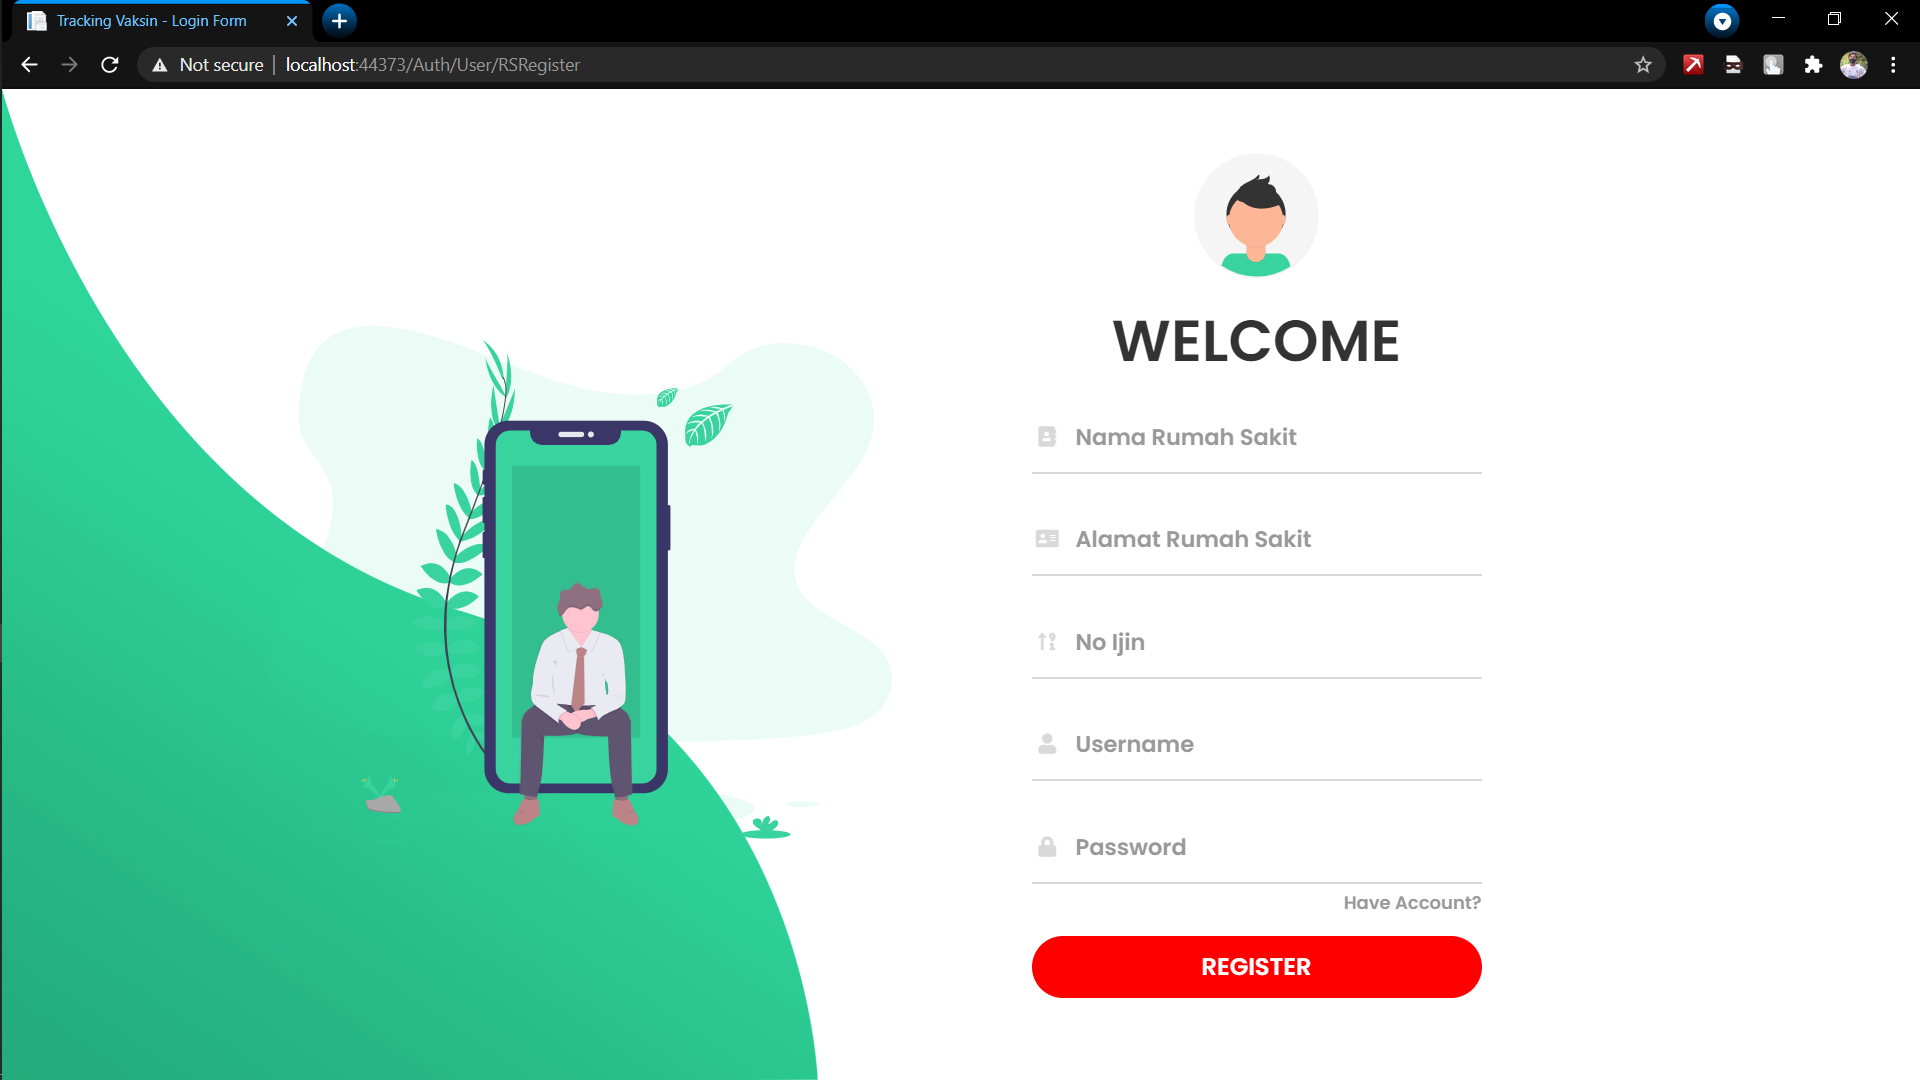 Tracking Vaksin - Login Form
Not secure | localhost:44373/Auth/User/RSRegister
WELCOME
Nama Rumah Sakit
Alamat Rumah Sakit
No Ijin
Username
Password
Have Account?
REGISTER